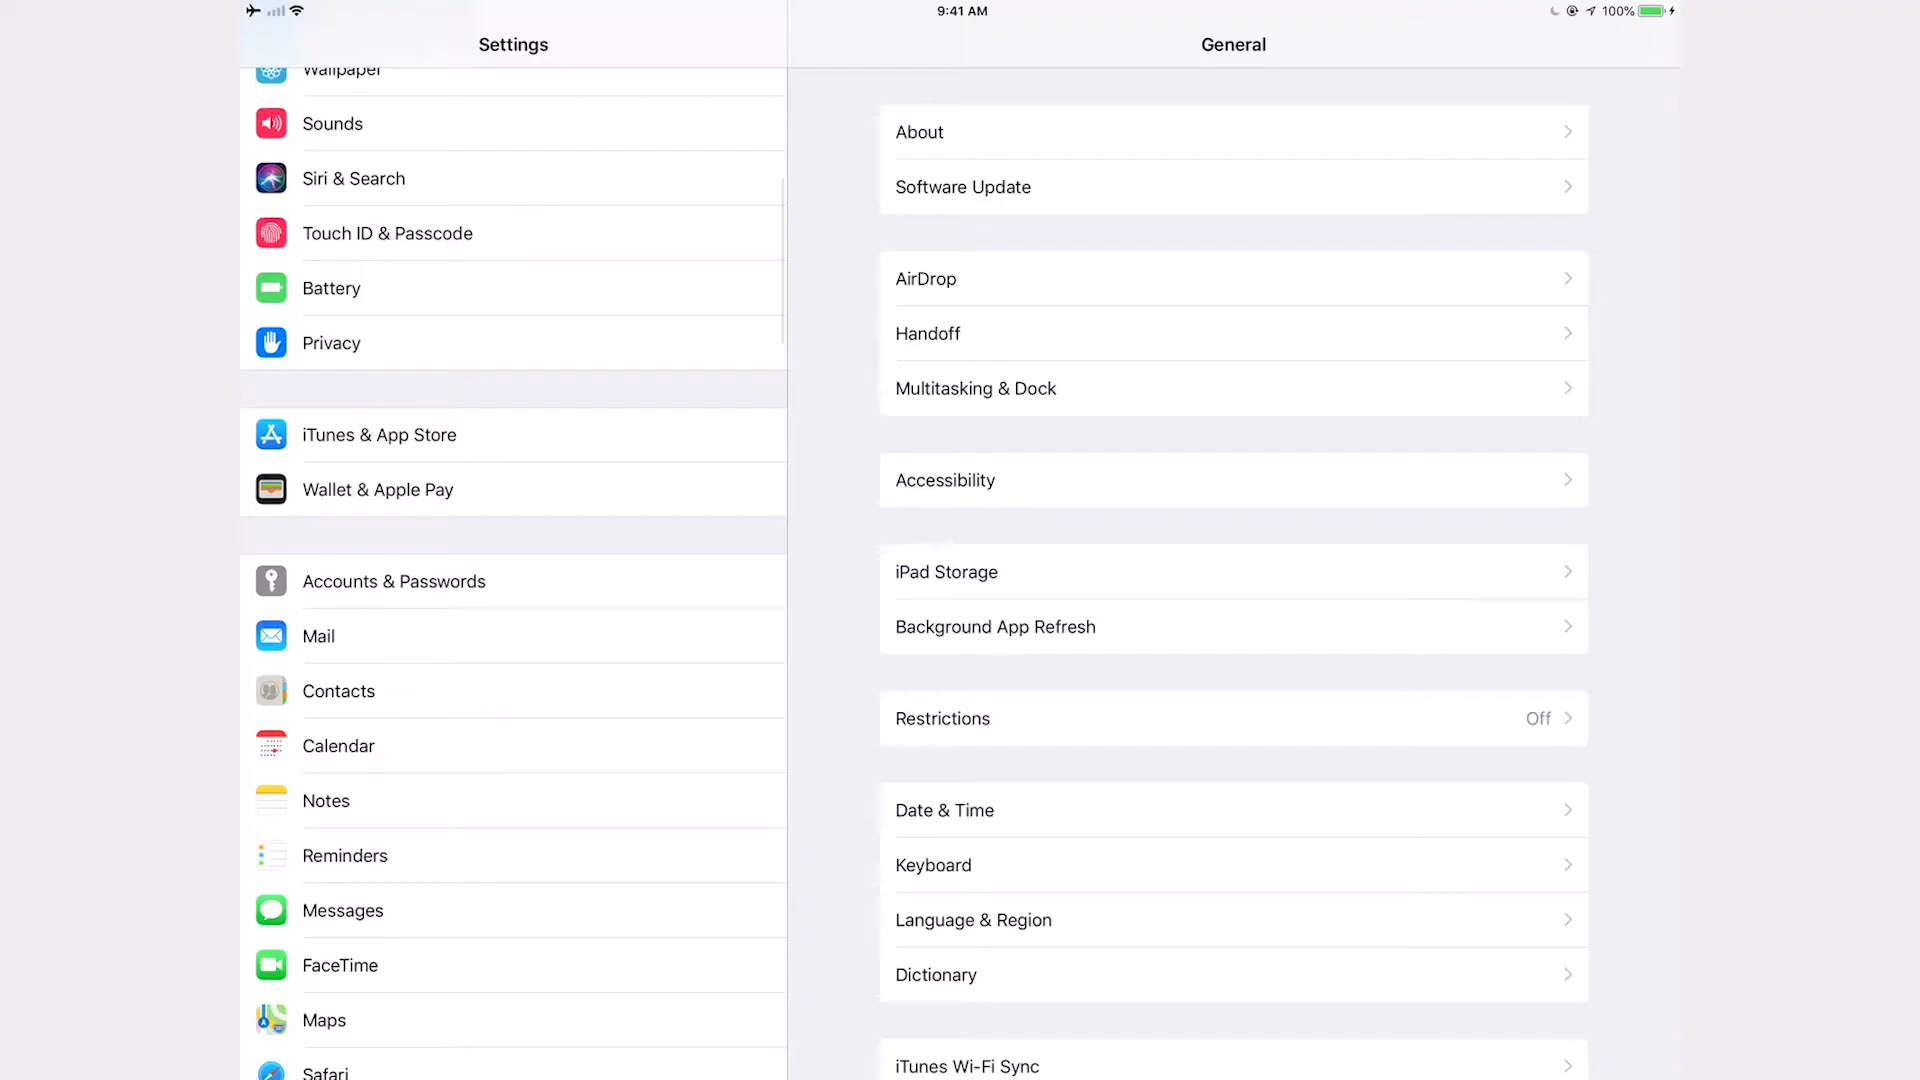 9:41 AM
100%
Settings
General
Wallpaper
Sounds
Siri & Search
Touch ID & Passcode
Battery
Privacy
iTunes & App Store
Wallet & Apple Pay
Accounts & Passwords
Mail
Contacts
Calendar
Notes
Reminders
Messages
FaceTime
Maps
Safari
About
Software Update
AirDrop
Handoff
Multitasking & Dock
Accessibility
iPad Storage
Background App Refresh
Restrictions Off
Date & Time
Keyboard
Language & Region
Dictionary
iTunes Wi-Fi Sync